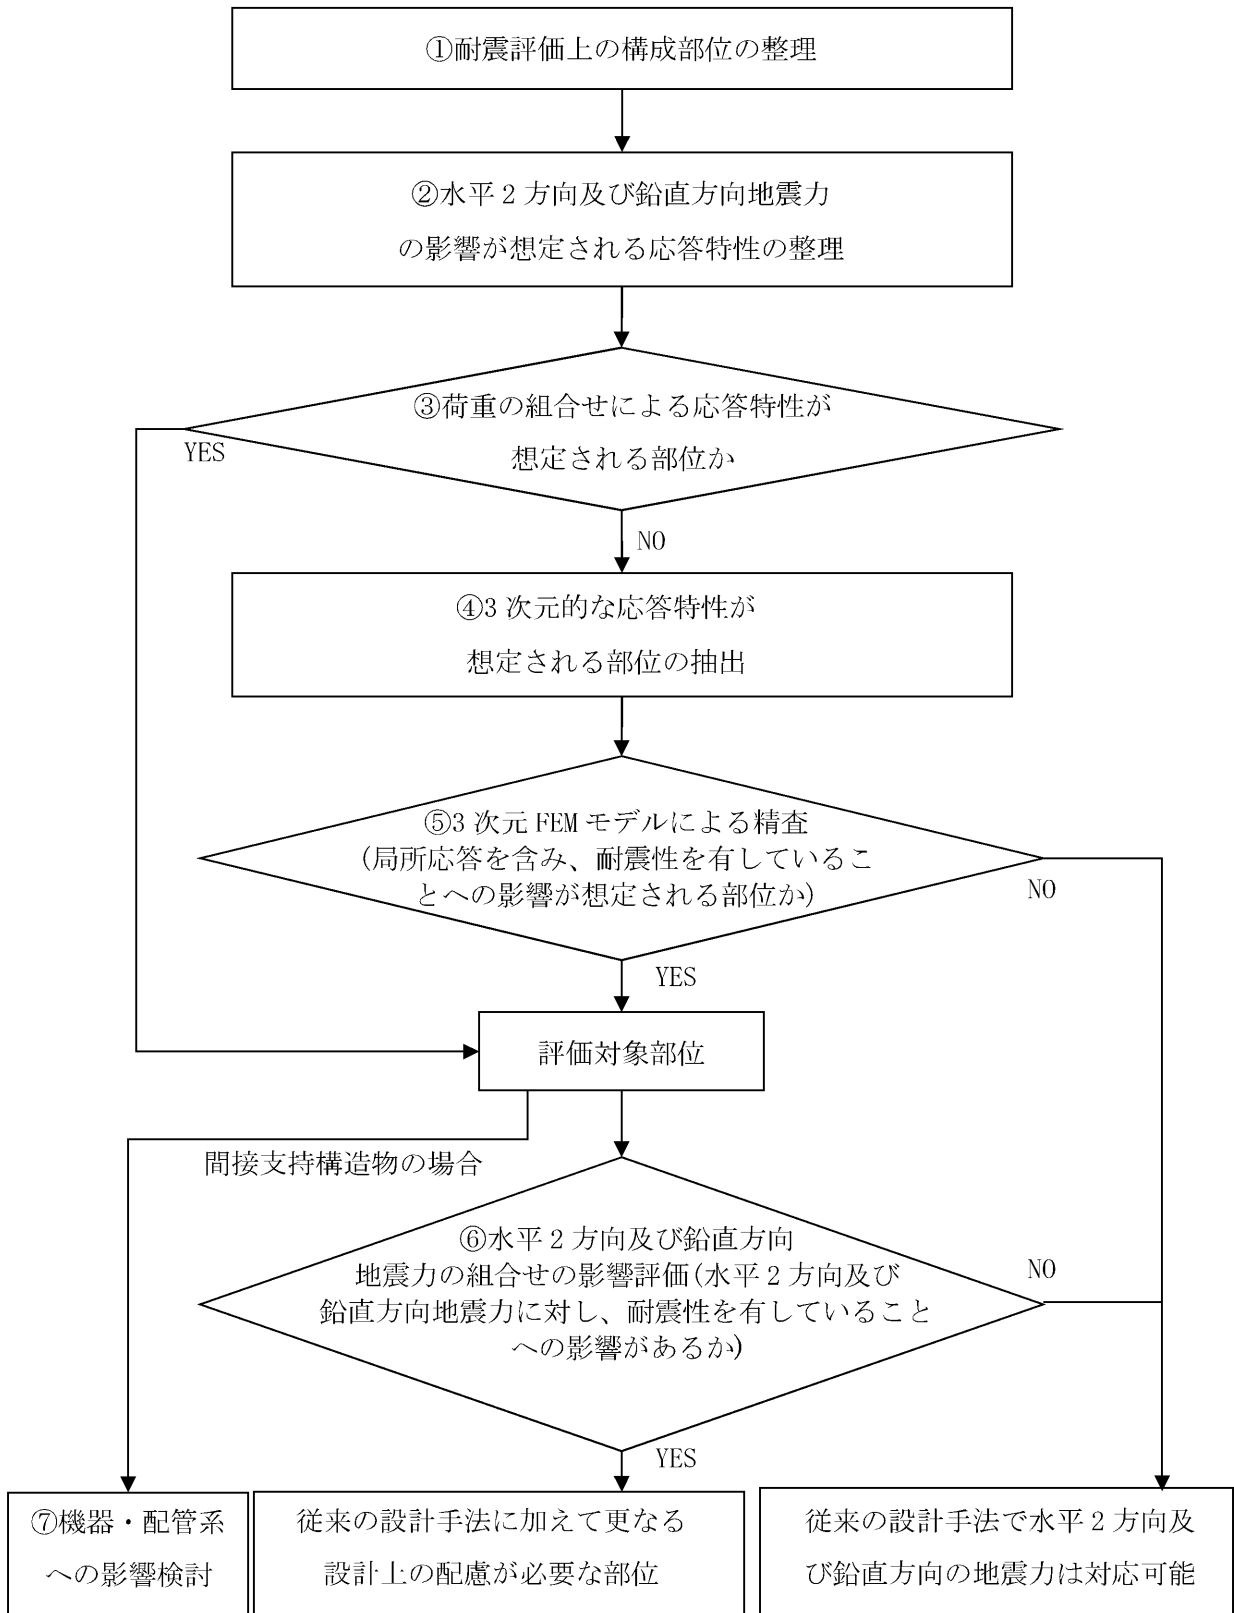 ①耐震評価上の構成部位の整理
②水平2方向及び鉛直方向地震力
の影響が想定される応答特性の整理
③荷重の組合せによる応答特性が
想定される部位か
YES
NO
④3次元的な応答特性が
想定される部位の抽出
⑤3次元FEMモデルによる精査
(局所応答を含み、耐震性を有しているこ
とへの影響が想定される部位か)
NO
YES
評価対象部位
間接支持構造物の場合
⑥水平2方向及び鉛直方向
地震力の組合せの影響評価(水平2方向及び
鉛直方向地震力に対し、耐震性を有していること
への影響があるか)
NO
YES
⑦機器・配管系
への影響検討
従来の設計手法に加えて更なる
設計上の配慮が必要な部位
従来の設計手法で水平2方向及
び鉛直方向の地震力は対応可能